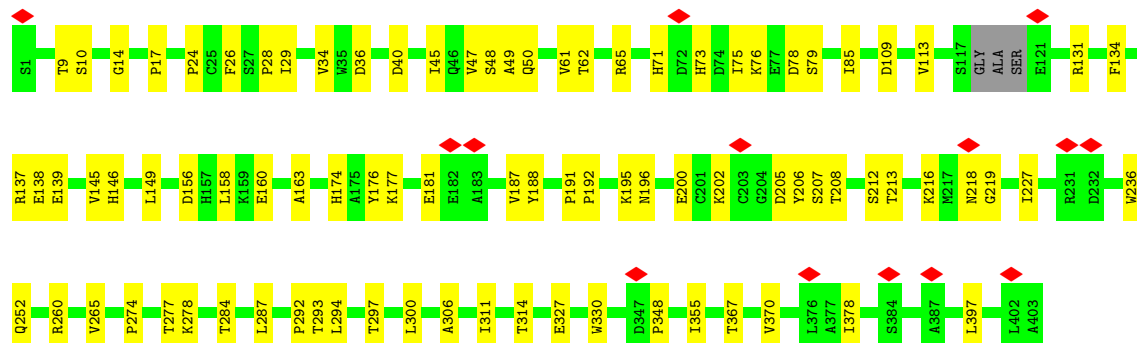 S1 T9 S10 G14 P17 P24 C25 F26 S27 P28 I29 V34 W35 D36 D40 I45 Q46 V47 S48 A49 Q50 V61 T62 R65 H71 D72 H73 D74 I75 K76 E77 D78 S79 I85 D109 V113 S117 GLY ALA SER E121 R131 F134
R137 E138 E139 V145 H146 L149 D156 H157 L158 K159 E160 A163 H174 A175 Y176 K177 E181 E182 A183 V187 Y188 P191 P192 K195 N196 E200 C201 K202 C203 G204 D205 Y206 S207 T208 S212 T213 K216 M217 N218 G219 I227 R231 D232 W236
Q252 R260 V265 P274 T277 K278 T284 L287 P292 T293 L294 T297 L300 A306 I311 T314 E327 W330 D347 P348 I355 T367 V370 L376 A377 I378 S384 A387 L397 L402 A403